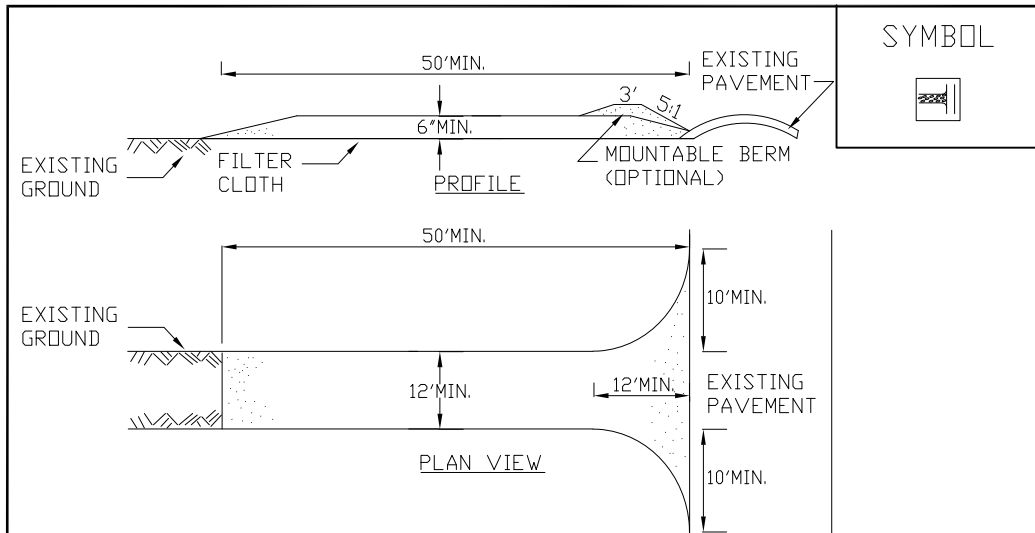 SYMBOL
50'MIN.
EXISTING
PAVEMENT
3'
5:1
6"MIN.
EXISTING
GROUND
FILTER
CLOTH
PROFILE
MOUNTABLE BERM
(OPTIONAL)
50'MIN.
EXISTING
GROUND
10'MIN.
12'MIN.
12'MIN.
EXISTING
PAVEMENT
PLAN VIEW
10'MIN.